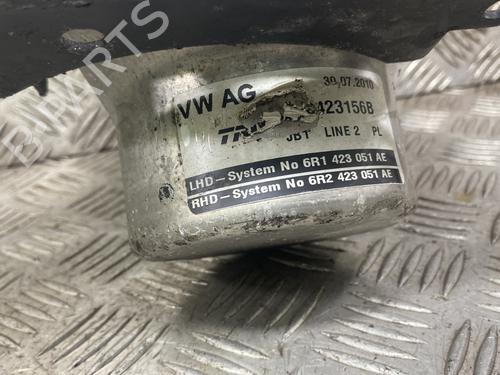 30.07.2010
VW AG
423156B
TRW JBT LINE 2 PL
LHD-System No 6R1 423 051 AE
RHD-System No 6R2 423 051 AE
BPARTS